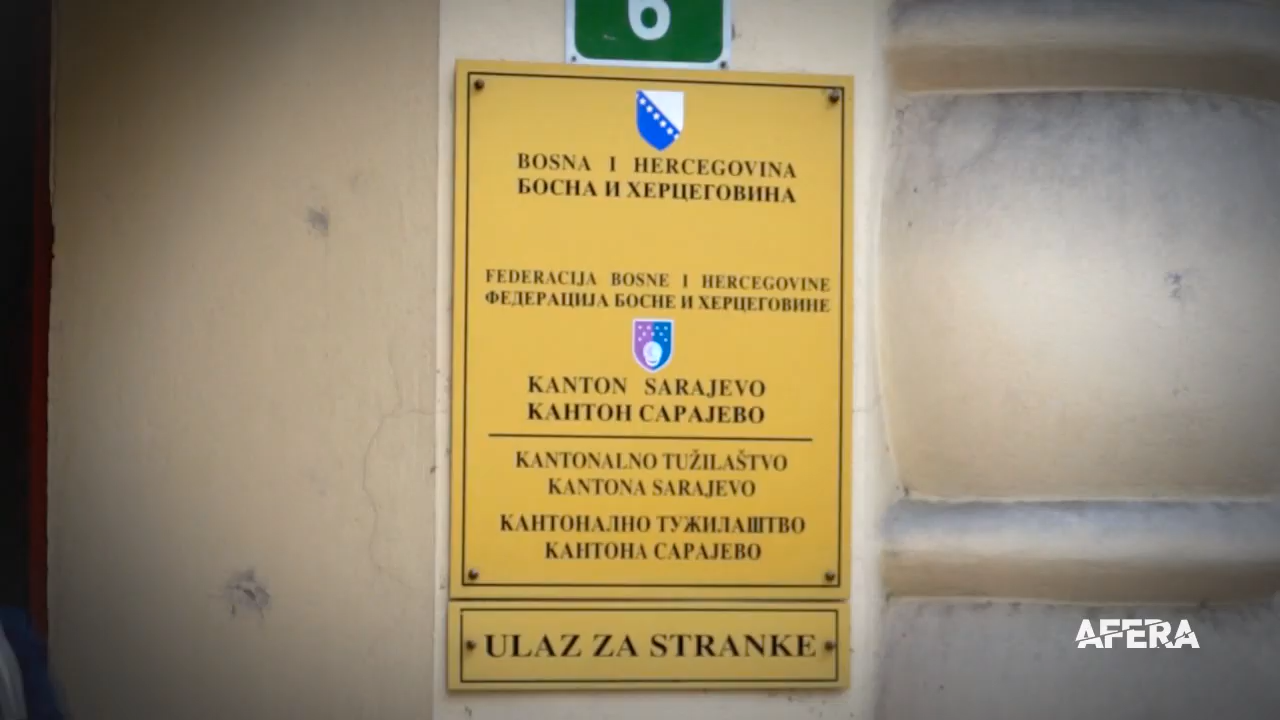 6
BOSNA I HERCEGOVINA
БОСНА И ХЕРЦЕГОВИНА
FEDERACIJA BOSNE I HERCEGOVINE
ФЕДЕРАЦИЈА БОСНЕ И ХЕРЦЕГОВИНЕ
KANTON SARAJEVO
КАНТОН САРАЈЕВО
KANTONALNO TUŽILAŠTVO
KANTONA SARAJEVO
КАНТОНАЛНО ТУЖИЛАШТВО
КАНТОНА САРАЈЕВО
ULAZ ZA STRANKE
AFERA